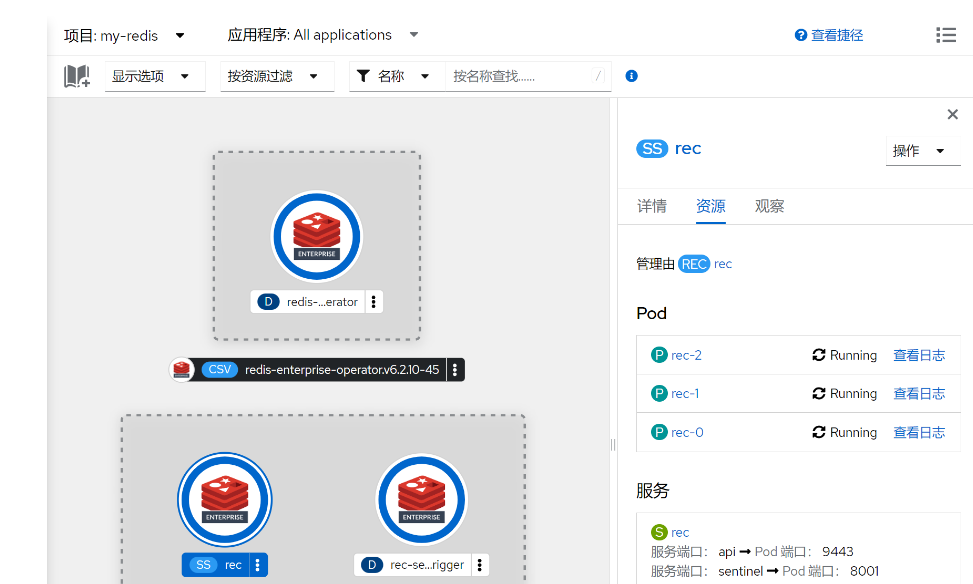 项目: my-redis
应用程序: All applications
查看捷径
显示选项
按资源过滤
名称
按名称查找......
/
SS rec
操作
详情
资源
观察
管理由 REC rec
Pod
P rec-2 Running 查看日志
P rec-1 Running 查看日志
P rec-0 Running 查看日志
服务
S rec
服务端口： api → Pod 端口： 9443
服务端口： sentinel → Pod 端口： 8001
ENTERPRISE
D redis-...erator
CSV redis-enterprise-operator.v6.2.10-45
ENTERPRISE
SS rec
ENTERPRISE
D rec-se...rigger